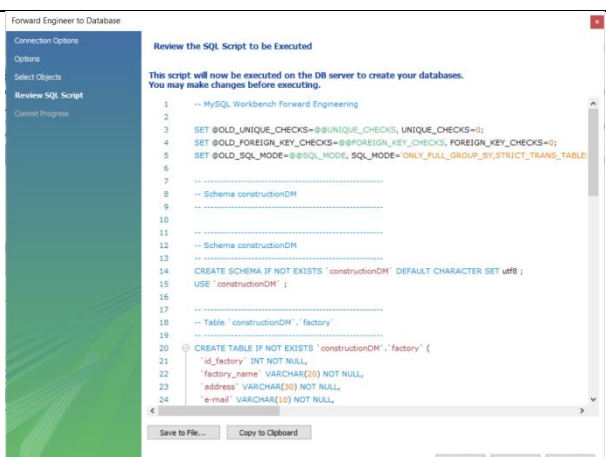 Forward Engineer to Database
Connection Options
Options
Select Objects
Review SQL Script
Commit Progress
Review the SQL Script to be Executed
This script will now be executed on the DB server to create your databases.
You may make changes before executing.
1 -- MySQL Workbench Forward Engineering
2
3 SET @OLD_UNIQUE_CHECKS=@@UNIQUE_CHECKS, UNIQUE_CHECKS=0;
4 SET @OLD_FOREIGN_KEY_CHECKS=@@FOREIGN_KEY_CHECKS, FOREIGN_KEY_CHECKS=0;
5 SET @OLD_SQL_MODE=@@SQL_MODE, SQL_MODE='ONLY_FULL_GROUP_BY,STRICT_TRANS_TABLES
6
7 -- -----------------------------------------------------
8 -- Schema constructionDM
9 -- -----------------------------------------------------
10
11 -- -----------------------------------------------------
12 -- Schema constructionDM
13 -- -----------------------------------------------------
14 CREATE SCHEMA IF NOT EXISTS `constructionDM` DEFAULT CHARACTER SET utf8 ;
15 USE `constructionDM` ;
16
17 -- -----------------------------------------------------
18 -- Table `constructionDM`.`factory`
19 -- -----------------------------------------------------
20 CREATE TABLE IF NOT EXISTS `constructionDM`.`factory` (
21 `id_factory` INT NOT NULL,
22 `factory_name` VARCHAR(20) NOT NULL,
23 `address` VARCHAR(30) NOT NULL,
24 `e-mail` VARCHAR(10) NOT NULL,
Save to File...
Copy to Clipboard